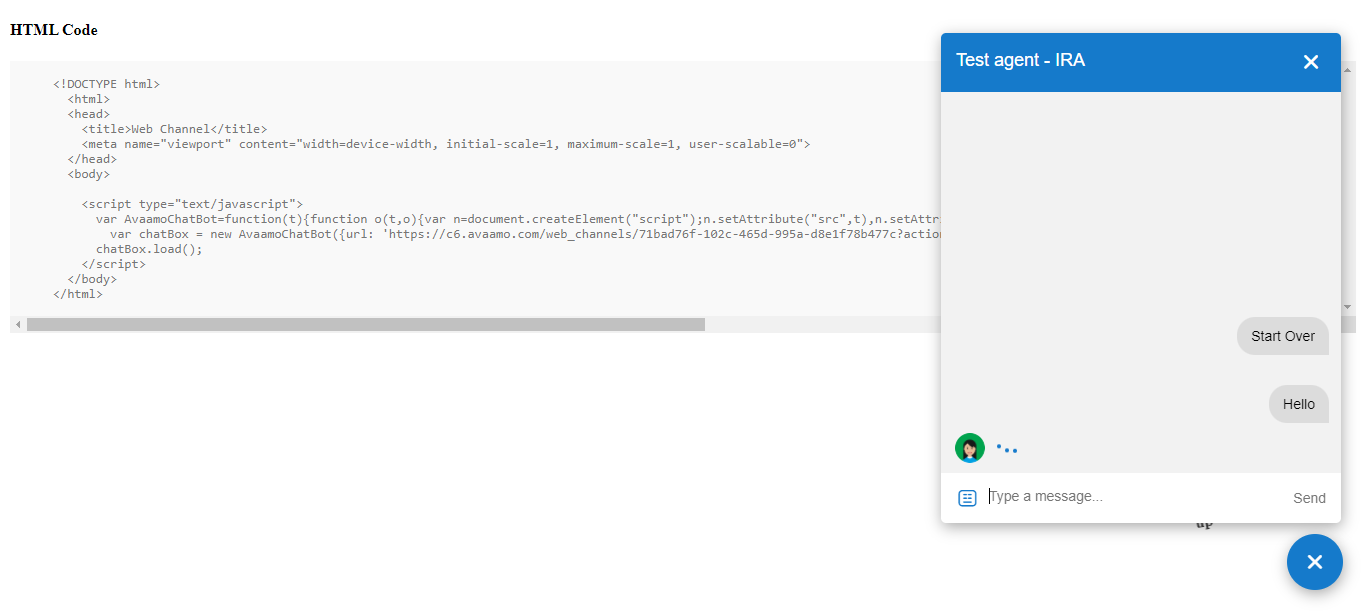 HTML Code
<!DOCTYPE html>
<html>
<head>
<title>Web Channel</title>
<meta name="viewport" content="width=device-width, initial-scale=1, maximum-scale=1, user-scalable=0">
</head>
<body>
<script type="text/javascript">
var AvaamoChatBot=function(t){function o(t,o){var n=document.createElement("script");n.setAttribute("src",t),n.setAttri
var chatBox = new AvaamoChatBot({url: 'https://c6.avaamo.com/web_channels/71bad76f-102c-465d-995a-d8e1f78b477c?action
chatBox.load();
</script>
</body>
</html>
Test agent - IRA
Start Over
Hello
Type a message...
Send
up